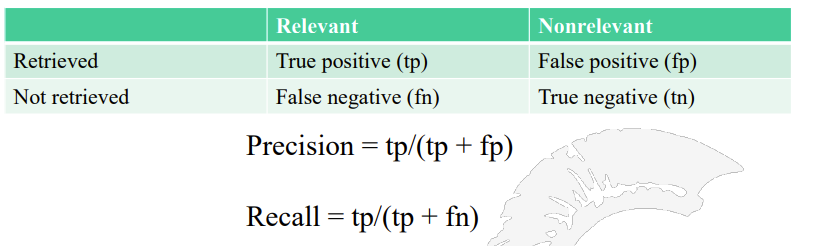 Relevant Nonrelevant
Retrieved True positive (tp) False positive (fp)
Not retrieved False negative (fn) True negative (tn)
Precision = tp/(tp + fp)
Recall = tp/(tp + fn)